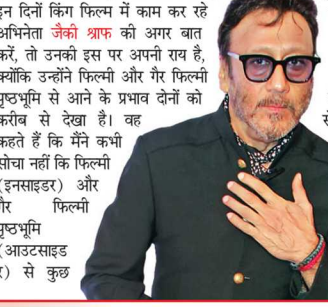 इन दिनों किंग फिल्म में काम कर रहे
अभिनेता जैकी श्राफ की अगर बात
करें, तो उनकी इस पर अपनी राय है,
क्योंकि उन्होंने फिल्मी और गैर फिल्मी
पृष्ठभूमि से आने के प्रभाव दोनों को
करीब से देखा है। वह
कहते हैं कि मैंने कभी
सोचा नहीं कि फिल्मी
(इनसाइडर) और
गैर फिल्मी
पृष्ठभूमि
(आउटसाइड
र) से कुछ